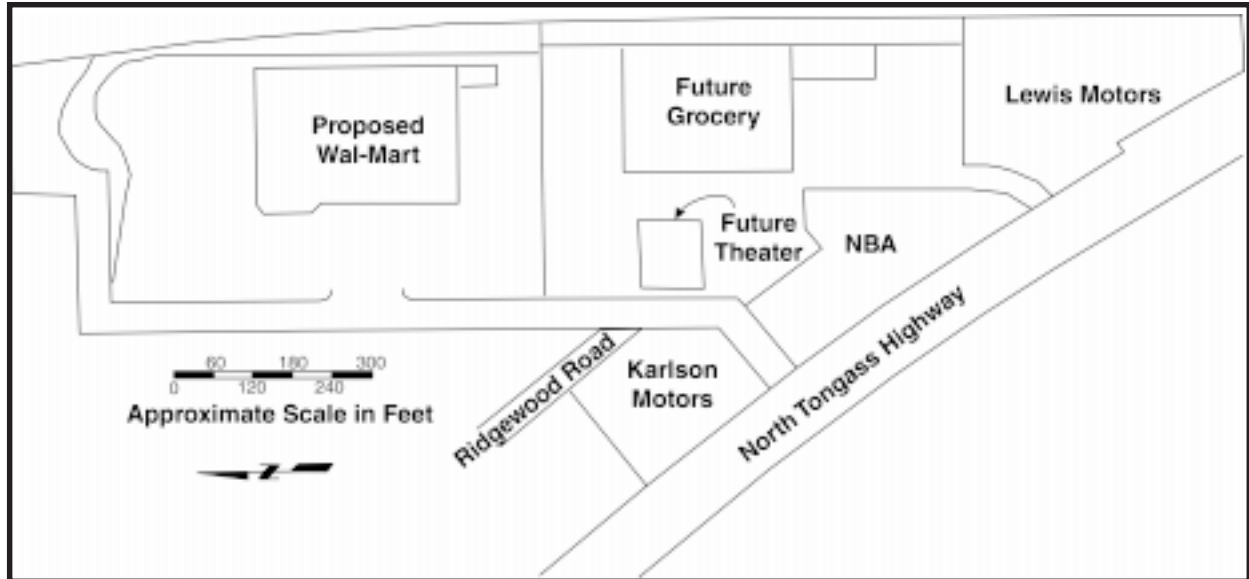 Proposed
Wal-Mart
Future
Grocery
Lewis Motors
Future
Theater
NBA
North Tongass Highway
Ridgewood Road
Karlson
Motors
60 180 300
0 120 240
Approximate Scale in Feet
N